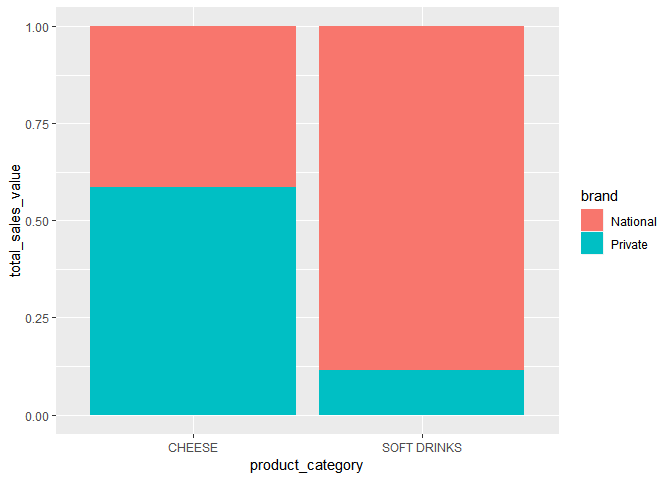 1.00
0.75
0.50
0.25
0.00
total_sales_value
CHEESE
SOFT DRINKS
product_category
brand
National
Private